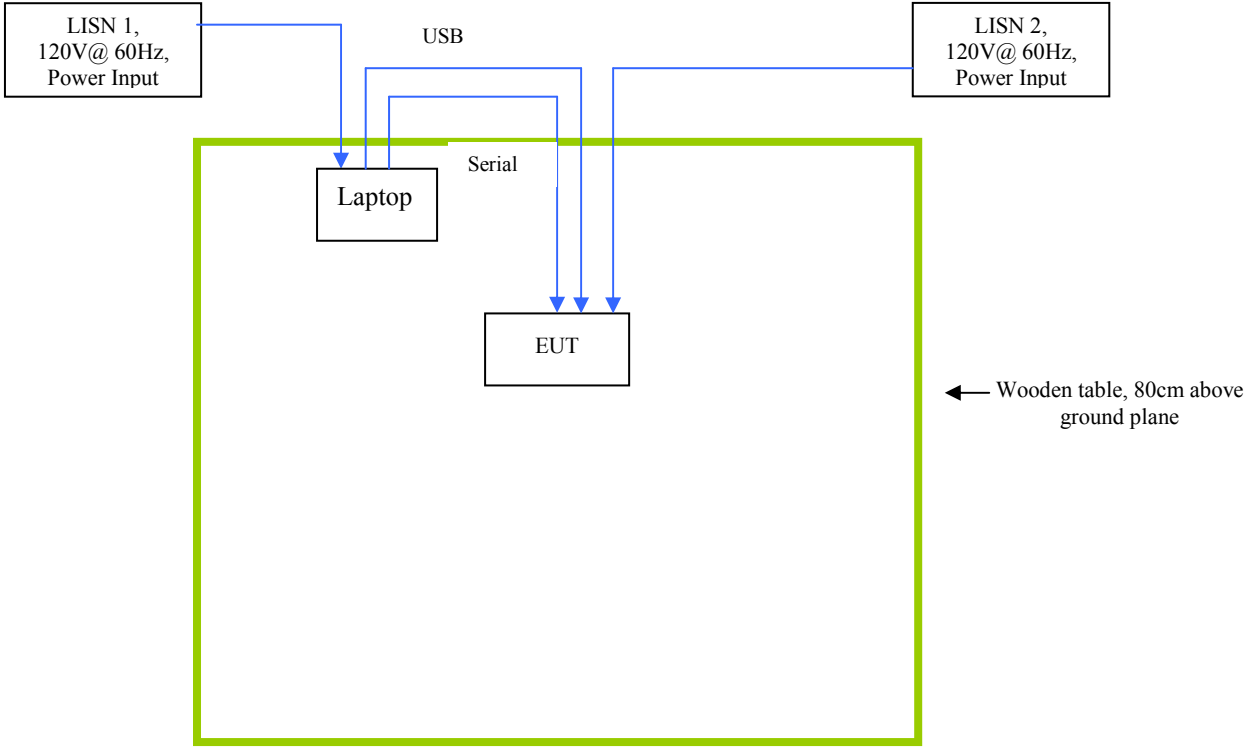 LISN 1,
120V@ 60Hz,
Power Input
USB
LISN 2,
120V@ 60Hz,
Power Input
Serial
Laptop
EUT
Wooden table, 80cm above
ground plane